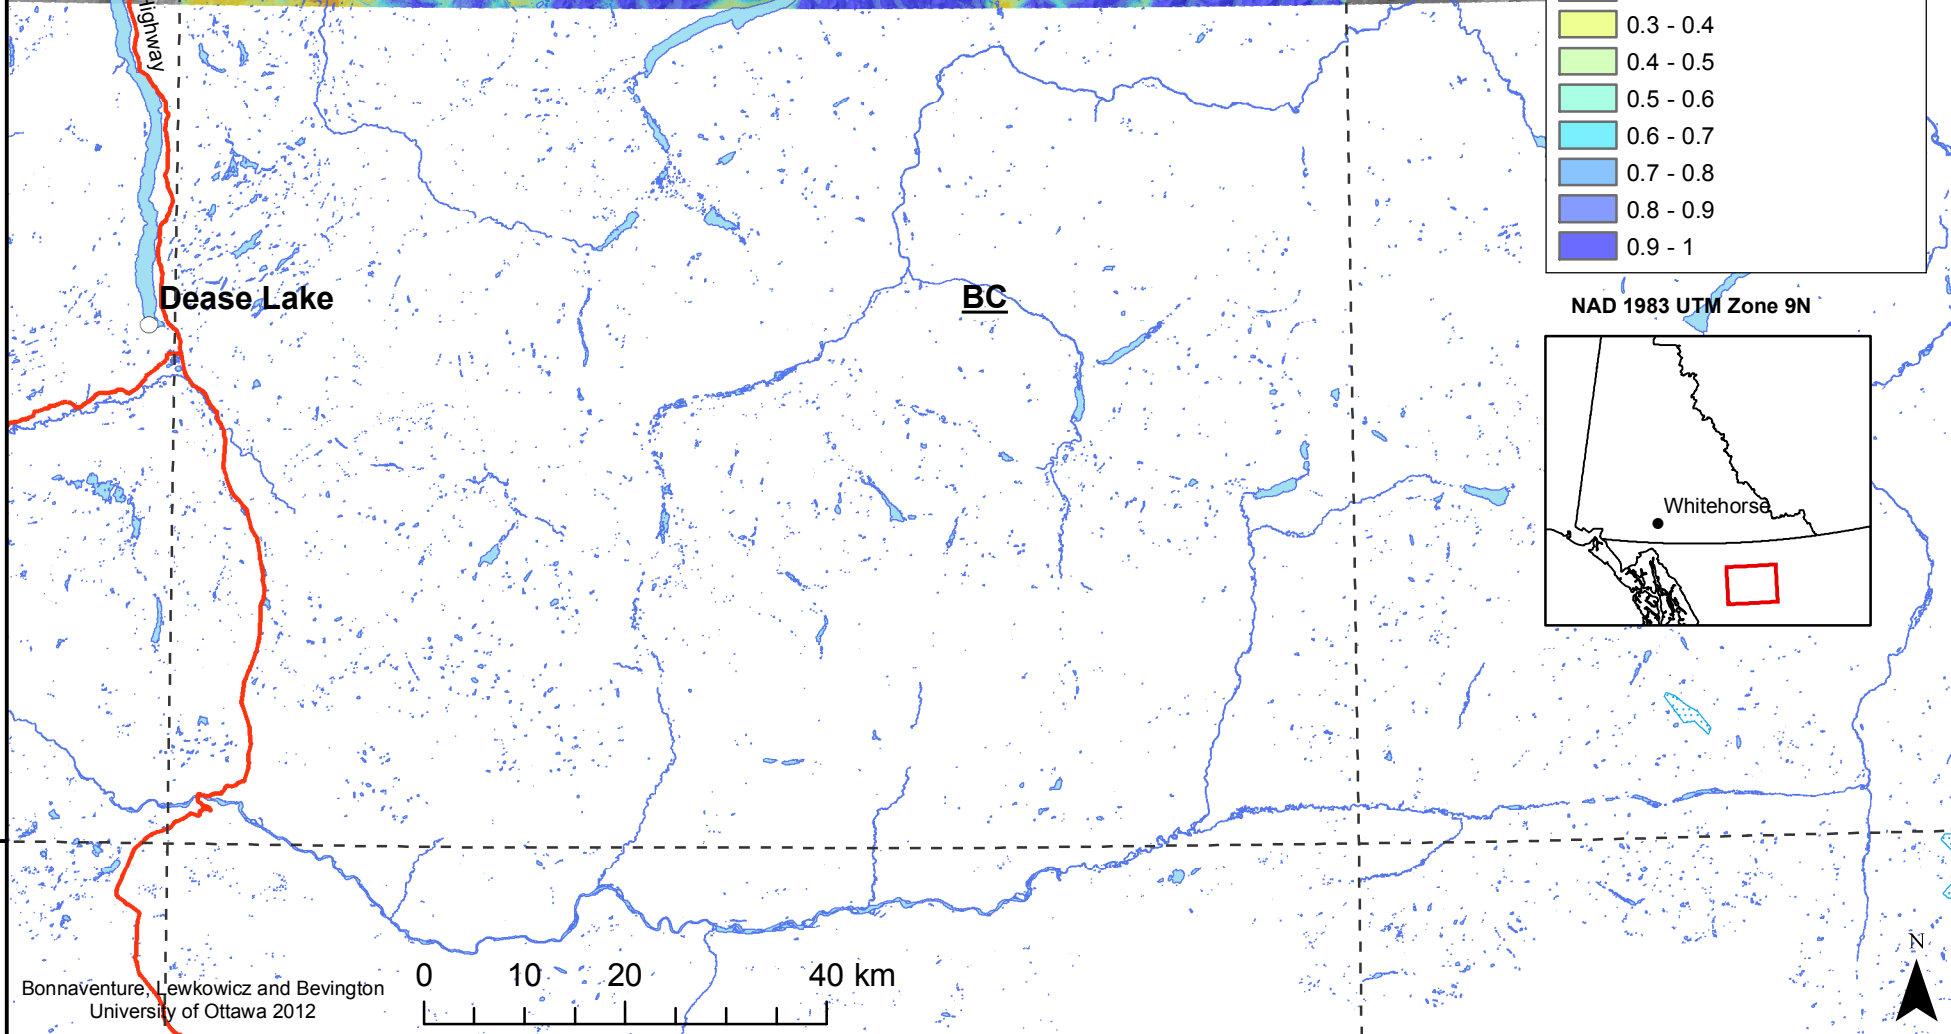 Highway
0.3 - 0.4
0.4 - 0.5
0.5 - 0.6
0.6 - 0.7
0.7 - 0.8
0.8 - 0.9
0.9 - 1
Dease Lake
BC
NAD 1983 UTM Zone 9N
Whitehorse
N
0 10 20 40 km
Bonnaventure, Lewkowicz and Bevington
University of Ottawa 2012